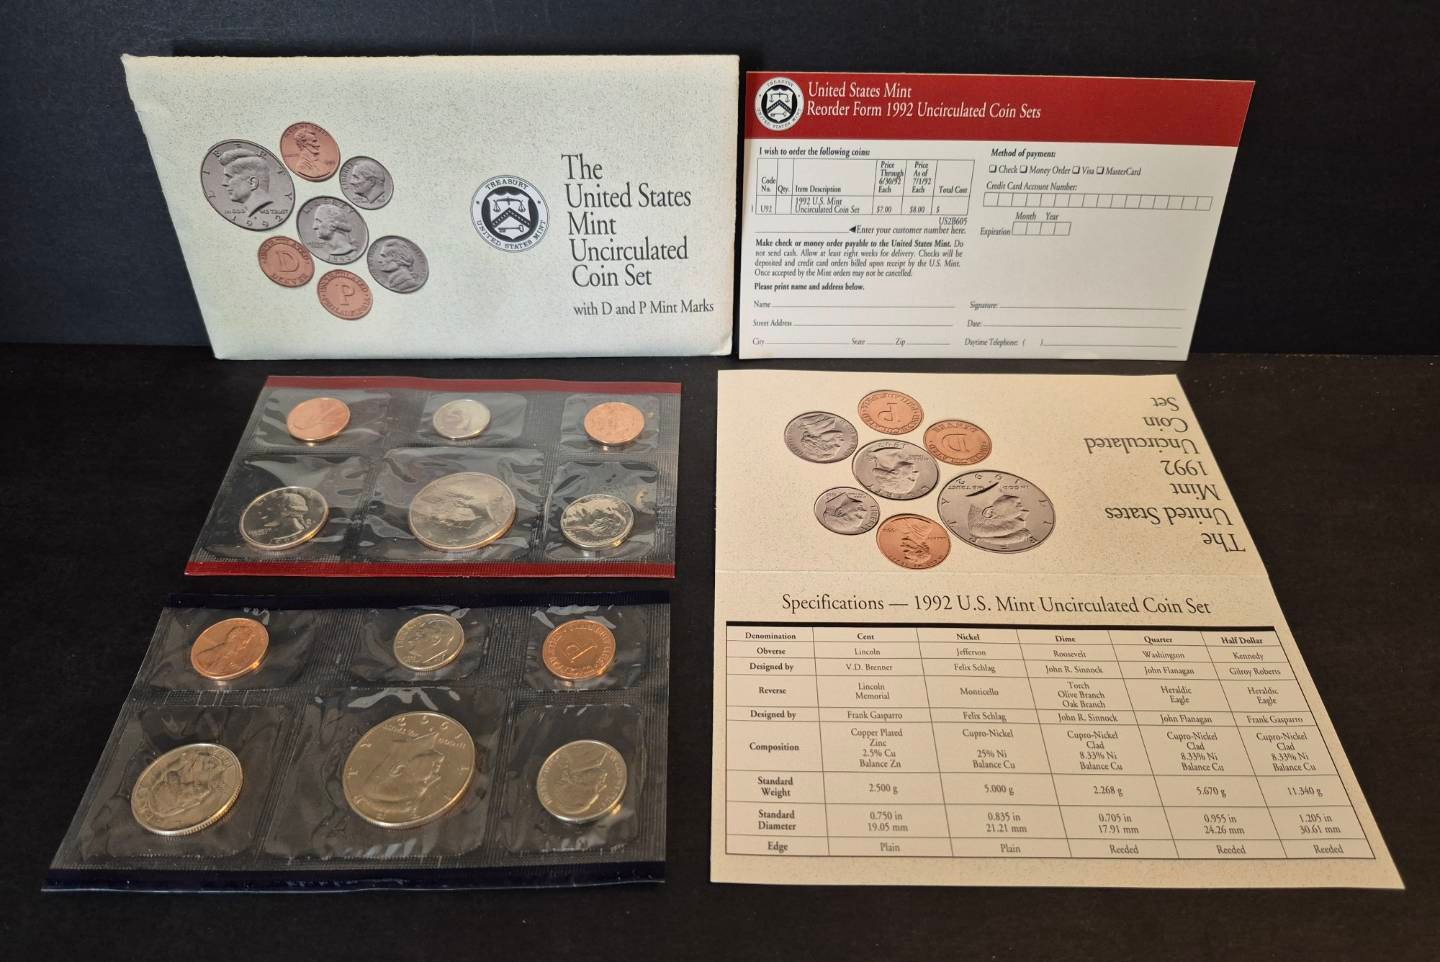 The
United States
Mint
Uncirculated
Coin Set
with D and P Mint Marks
TREASURY
UNITED STATES MINT
United States Mint
Reorder Form 1992 Uncirculated Coin Sets
I wish to order the following coins:
Code No. Qty. Item Description Price Through 6/30/92 Each Price As of 7/1/92 Each Total Cost
U92 1992 U.S. Mint Uncirculated Coin Set $7.00 $8.00 $
US2B605
Enter your customer number here.
Make check or money order payable to the United States Mint. Do
not send cash. Allow at least eight weeks for delivery. Checks will be
deposited and credit card orders billed upon receipt by the U.S. Mint.
Once accepted by the Mint orders may not be cancelled.
Please print name and address below.
Name
Street Address
City State Zip
Method of payment:
Check Money Order Visa MasterCard
Credit Card Account Number:
Month Year
Expiration
Signature:
Date:
Daytime Telephone: ( )
The
United States
Mint
1992
Uncirculated
Coin
Set
Specifications — 1992 U.S. Mint Uncirculated Coin Set
Denomination Cent Nickel Dime Quarter Half Dollar
Obverse Lincoln Jefferson Roosevelt Washington Kennedy
Designed by V.D. Brenner Felix Schlag John R. Sinnock John Flanagan Gilroy Roberts
Reverse Lincoln Memorial Monticello Torch Olive Branch Oak Branch Heraldic Eagle Heraldic Eagle
Designed by Frank Gasparro Felix Schlag John R. Sinnock John Flanagan Frank Gasparro
Composition Copper Plated Zinc 2.5% Cu Balance Zn Cupro-Nickel 25% Ni Balance Cu Cupro-Nickel Clad 8.33% Ni Balance Cu Cupro-Nickel Clad 8.33% Ni Balance Cu Cupro-Nickel Clad 8.33% Ni Balance Cu
Standard Weight 2.500 g 5.000 g 2.268 g 5.670 g 11.340 g
Standard Diameter 0.750 in 19.05 mm 0.835 in 21.21 mm 0.705 in 17.91 mm 0.955 in 24.26 mm 1.205 in 30.61 mm
Edge Plain Plain Reeded Reeded Reeded